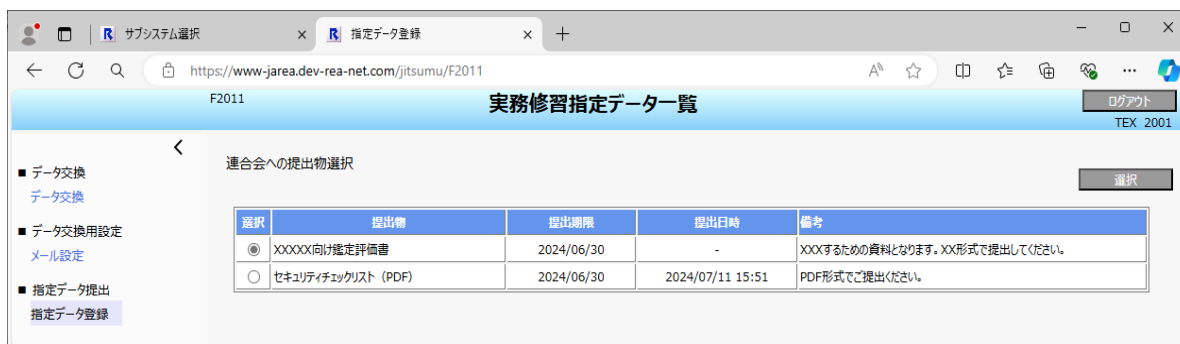 サブシステム選択
指定データ登録
https://www-jarea.dev-rea-net.com/jitsumu/F2011
F2011
実務修習指定データ一覧
ログアウト
TEX 2001
■ データ交換
データ交換
■ データ交換用設定
メール設定
■ 指定データ提出
指定データ登録
連合会への提出物選択
選択
選択 提出物 提出期限 提出日時 備考
XXXXX向け鑑定評価書 2024/06/30 - XXXするための資料となります。XX形式で提出してください。
セキュリティチェックリスト（PDF） 2024/06/30 2024/07/11 15:51 PDF形式でご提出ください。